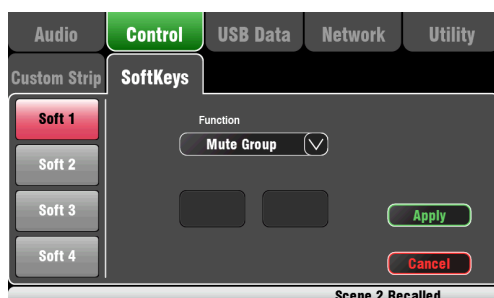 Audio Control USB Data Network Utility
Custom Strip SoftKeys
Soft 1
Function
Mute Group
Soft 2
Soft 3
Apply
Soft 4
Cancel
Scene 2 Recalled